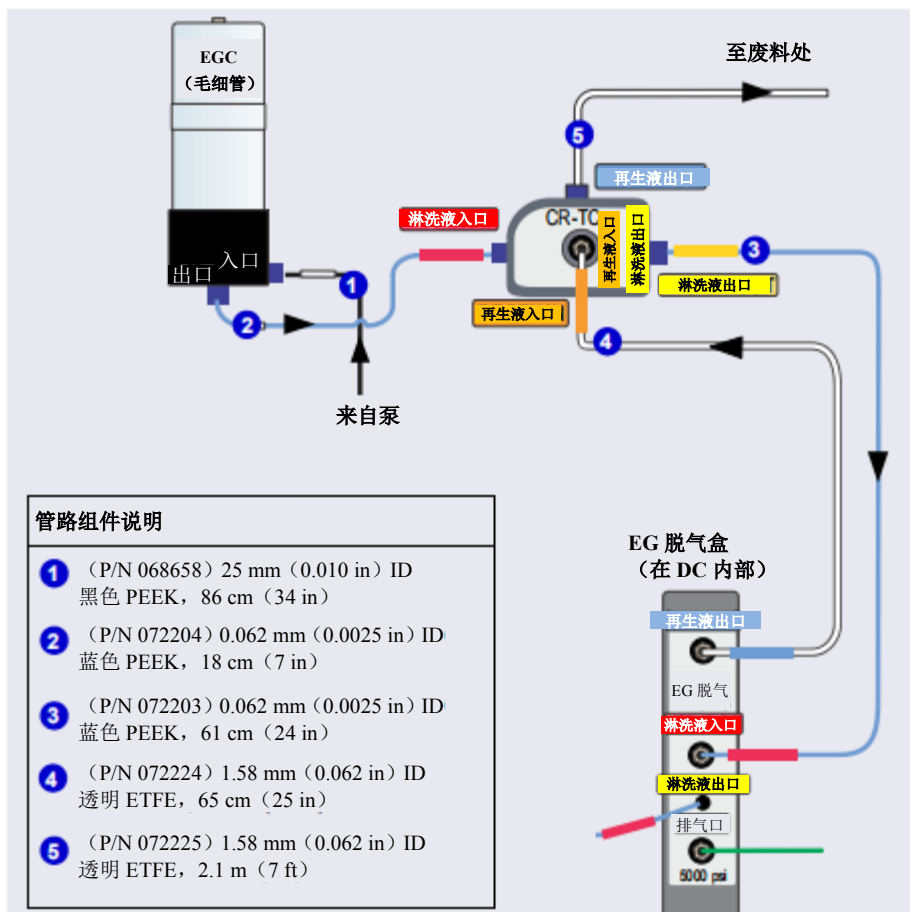 EGC
（毛细管）
出口
入口
至废料处
5
再生液出口
淋洗液入口
CR-TC
再生液入口
淋洗液出口
3
淋洗液出口
1
2
再生液入口
4
来自泵
管路组件说明
1 （P/N 068658）25 mm（0.010 in）ID
黑色 PEEK，86 cm（34 in）
2 （P/N 072204）0.062 mm（0.0025 in）ID
蓝色 PEEK，18 cm（7 in）
3 （P/N 072203）0.062 mm（0.0025 in）ID
蓝色 PEEK，61 cm（24 in）
4 （P/N 072224）1.58 mm（0.062 in）ID
透明 ETFE，65 cm（25 in）
5 （P/N 072225）1.58 mm（0.062 in）ID
透明 ETFE，2.1 m（7 ft）
EG 脱气盒
（在 DC 内部）
再生液出口
EG 脱气
淋洗液入口
淋洗液出口
排气口
5000 psi